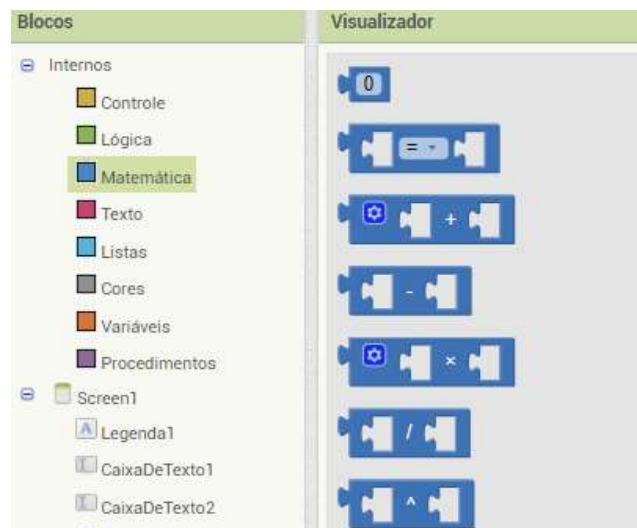 Blocos
Internos
Controle
Lógica
Matemática
Texto
Listas
Cores
Variáveis
Procedimentos
Screen1
A Legenda1
CaixaDeTexto1
CaixaDeTexto2
Visualizador
0
=
+
-
×
/
^